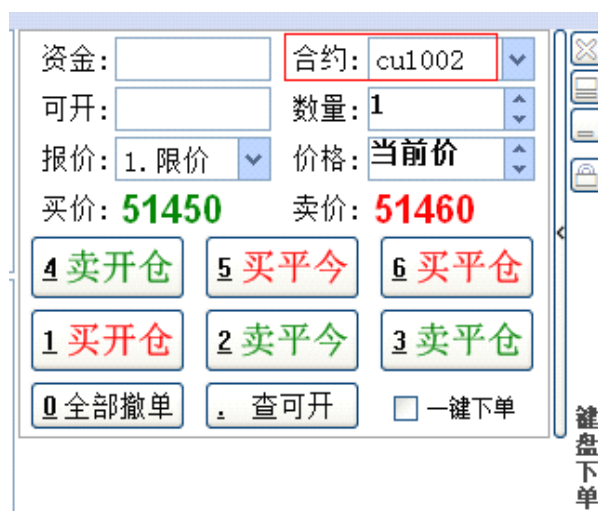 资金: 合约: cu1002
可开: 数量: 1
报价: 1.限价 价格: 当前价
买价: 51450 卖价: 51460
4 卖开仓 5 买平今 6 买平仓
1 买开仓 2 卖平今 3 卖平仓
0 全部撤单 . 查可开 一键下单
键盘下单